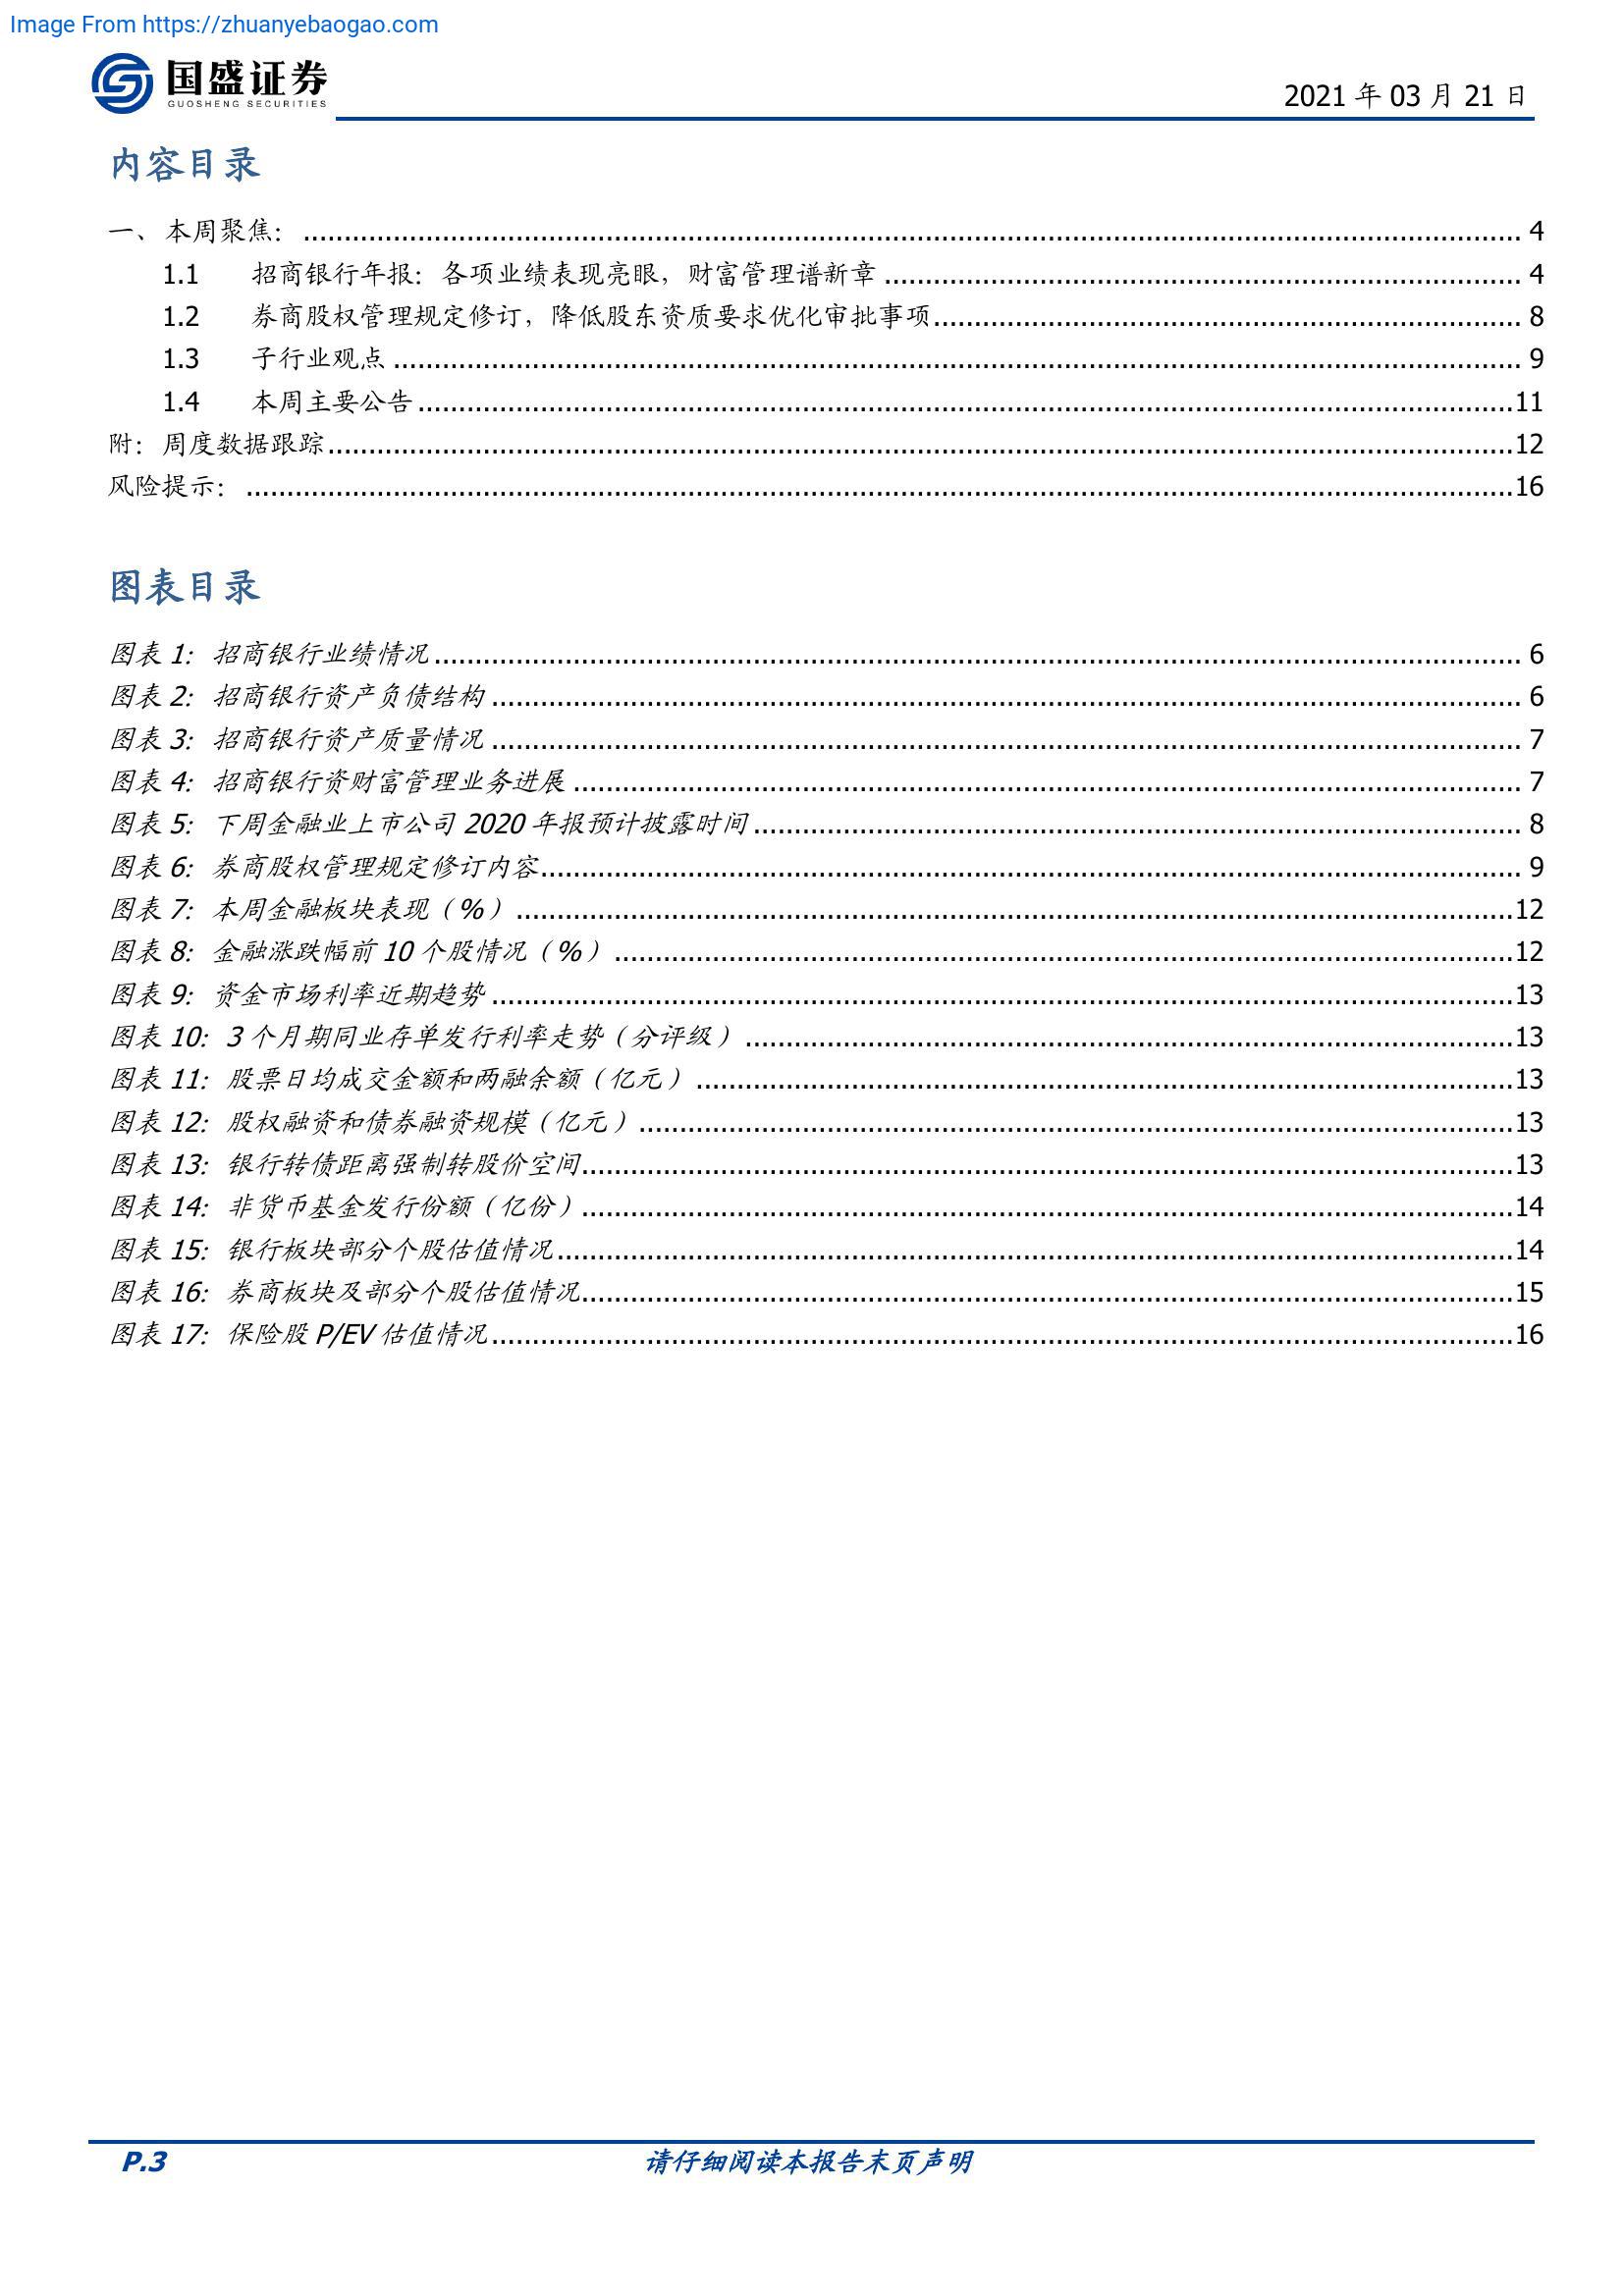 Image From https://zhuanyebaogao.com
国盛证券
GUOSHENG SECURITIES
2021 年 03 月 21 日
内容目录
一、本周聚焦： 4
1.1 招商银行年报：各项业绩表现亮眼，财富管理谱新章 4
1.2 券商股权管理规定修订，降低股东资质要求优化审批事项 8
1.3 子行业观点 9
1.4 本周主要公告 11
附：周度数据跟踪 12
风险提示： 16
图表目录
图表 1：招商银行业绩情况 6
图表 2：招商银行资产负债结构 6
图表 3：招商银行资产质量情况 7
图表 4：招商银行资财富管理业务进展 7
图表 5：下周金融业上市公司 2020 年报预计披露时间 8
图表 6：券商股权管理规定修订内容 9
图表 7：本周金融板块表现（%） 12
图表 8：金融涨跌幅前 10 个股情况（%） 12
图表 9：资金市场利率近期趋势 13
图表 10：3 个月期同业存单发行利率走势（分评级） 13
图表 11：股票日均成交金额和两融余额（亿元） 13
图表 12：股权融资和债券融资规模（亿元） 13
图表 13：银行转债距离强制转股价空间 13
图表 14：非货币基金发行份额（亿份） 14
图表 15：银行板块部分个股估值情况 14
图表 16：券商板块及部分个股估值情况 15
图表 17：保险股 P/EV 估值情况 16
P.3 请仔细阅读本报告末页声明